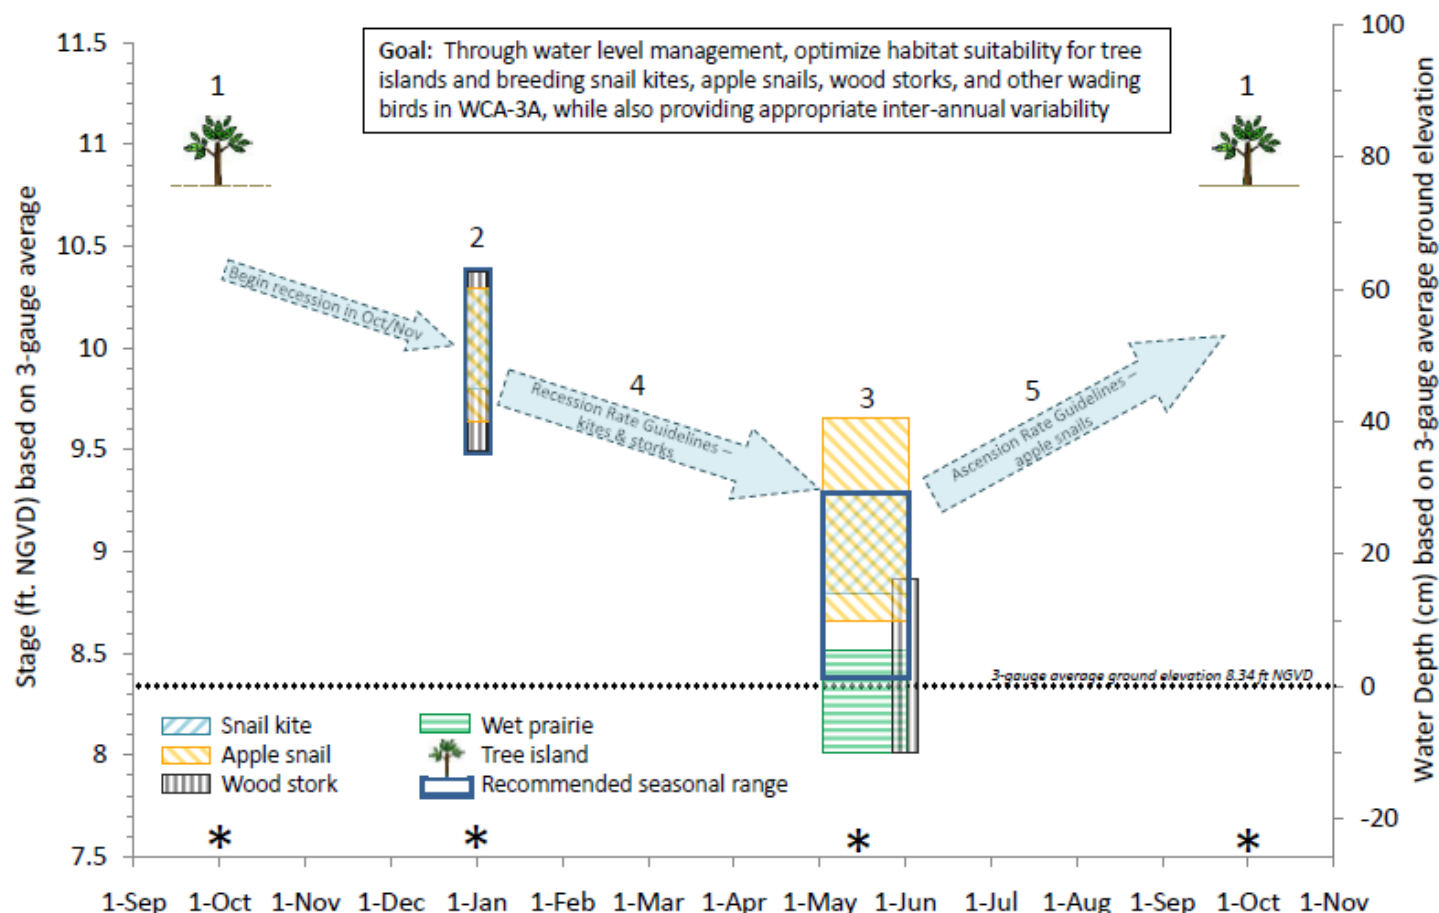 Goal: Through water level management, optimize habitat suitability for tree
islands and breeding snail kites, apple snails, wood storks, and other wading
birds in WCA-3A, while also providing appropriate inter-annual variability
Stage (ft. NGVD) based on 3-gauge average
11.5
11
10.5
10
9.5
9
8.5
8
7.5
1
2
4
3
5
1
Begin recession in Oct/Nov
Recession Rate Guidelines –
kites & storks
Ascension Rate Guidelines –
apple snails
3-gauge average ground elevation 8.34 ft NGVD
Snail kite
Apple snail
Wood stork
Wet prairie
Tree island
Recommended seasonal range
* * * *
1-Sep 1-Oct 1-Nov 1-Dec 1-Jan 1-Feb 1-Mar 1-Apr 1-May 1-Jun 1-Jul 1-Aug 1-Sep 1-Oct 1-Nov
100
80
60
40
20
0
-20
Water Depth (cm) based on 3-gauge average ground elevation